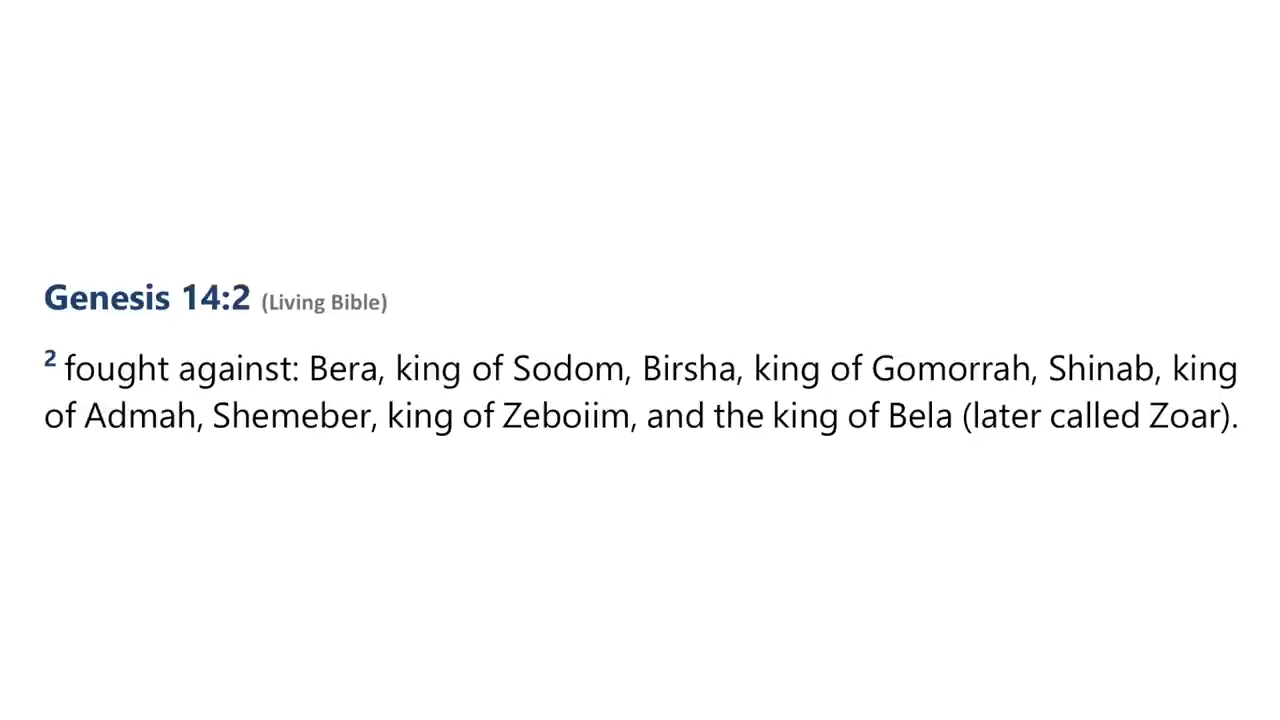 Genesis 14:2 (Living Bible)
2 fought against: Bera, king of Sodom, Birsha, king of Gomorrah, Shinab, king
of Admah, Shemeber, king of Zeboiim, and the king of Bela (later called Zoar).